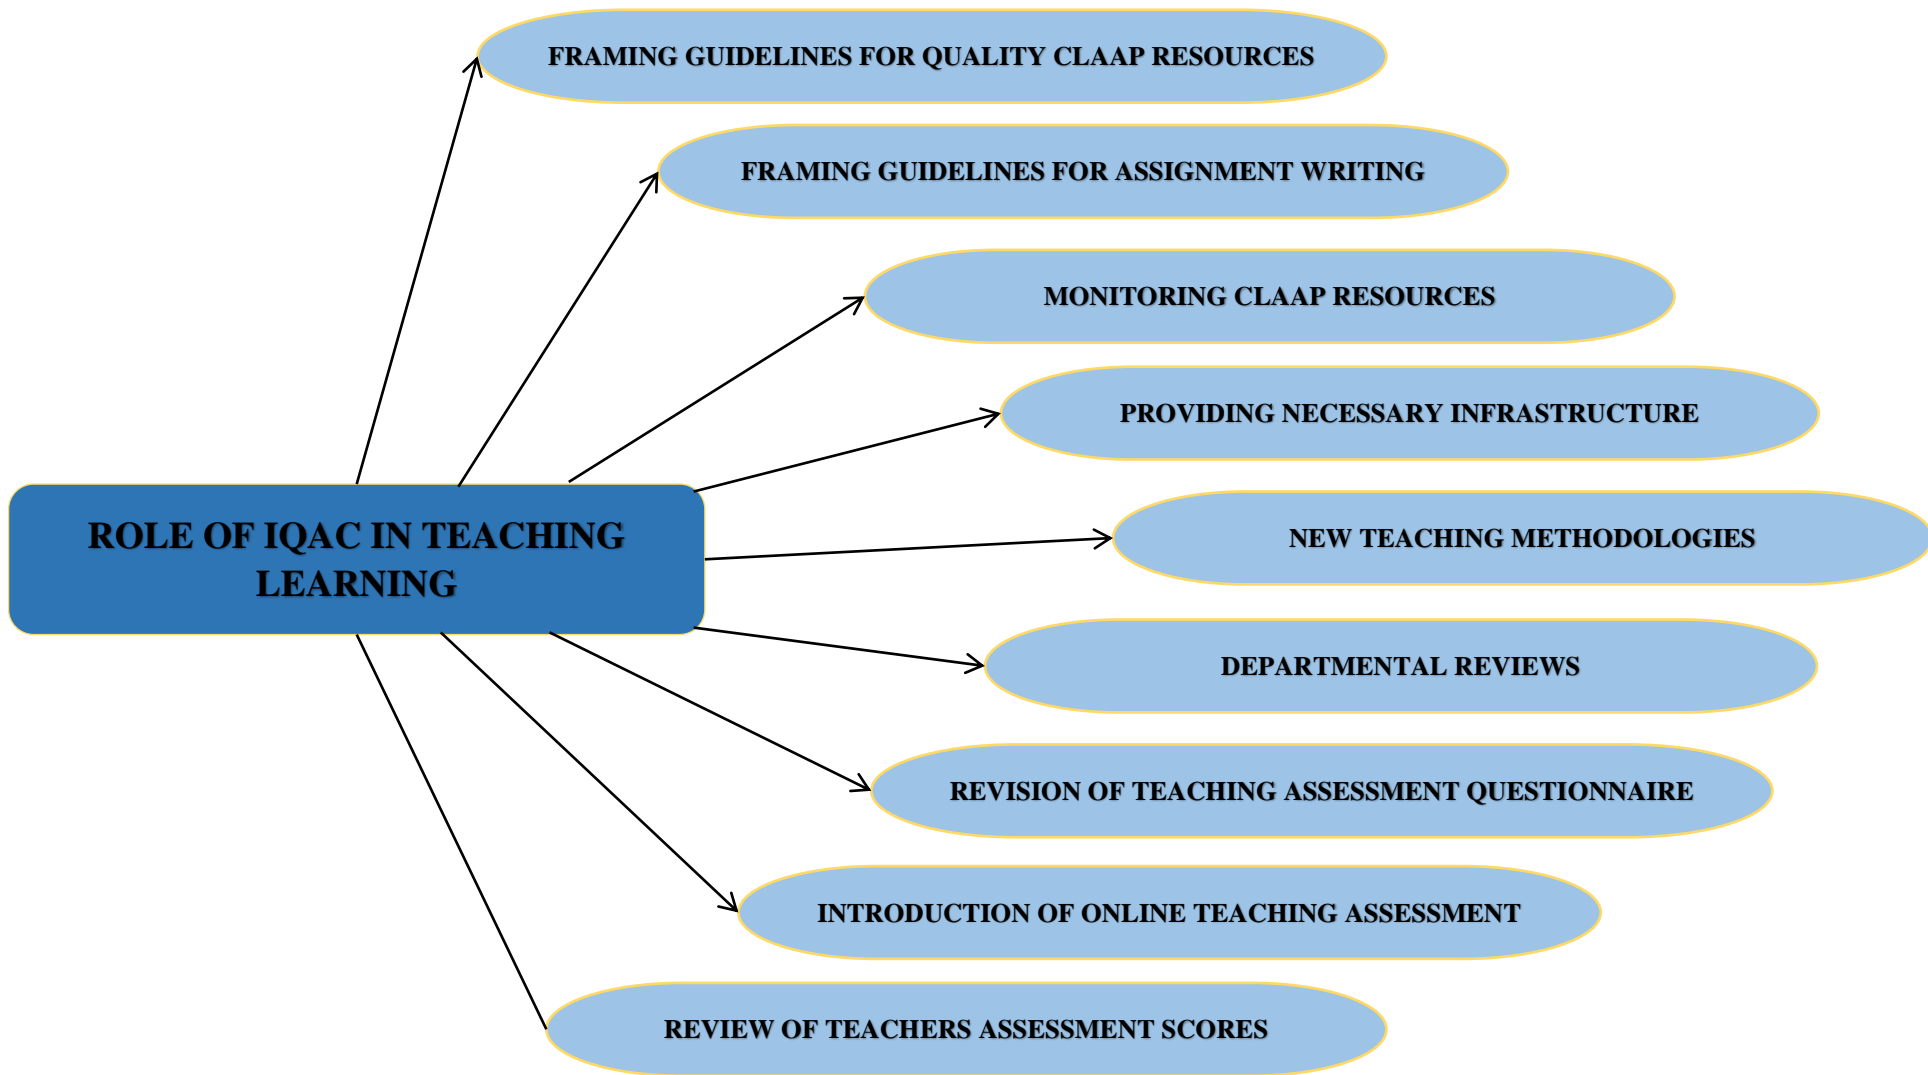 FRAMING GUIDELINES FOR QUALITY CLAAP RESOURCES
FRAMING GUIDELINES FOR ASSIGNMENT WRITING
MONITORING CLAAP RESOURCES
PROVIDING NECESSARY INFRASTRUCTURE
ROLE OF IQAC IN TEACHING
LEARNING
NEW TEACHING METHODOLOGIES
DEPARTMENTAL REVIEWS
REVISION OF TEACHING ASSESSMENT QUESTIONNAIRE
INTRODUCTION OF ONLINE TEACHING ASSESSMENT
REVIEW OF TEACHERS ASSESSMENT SCORES